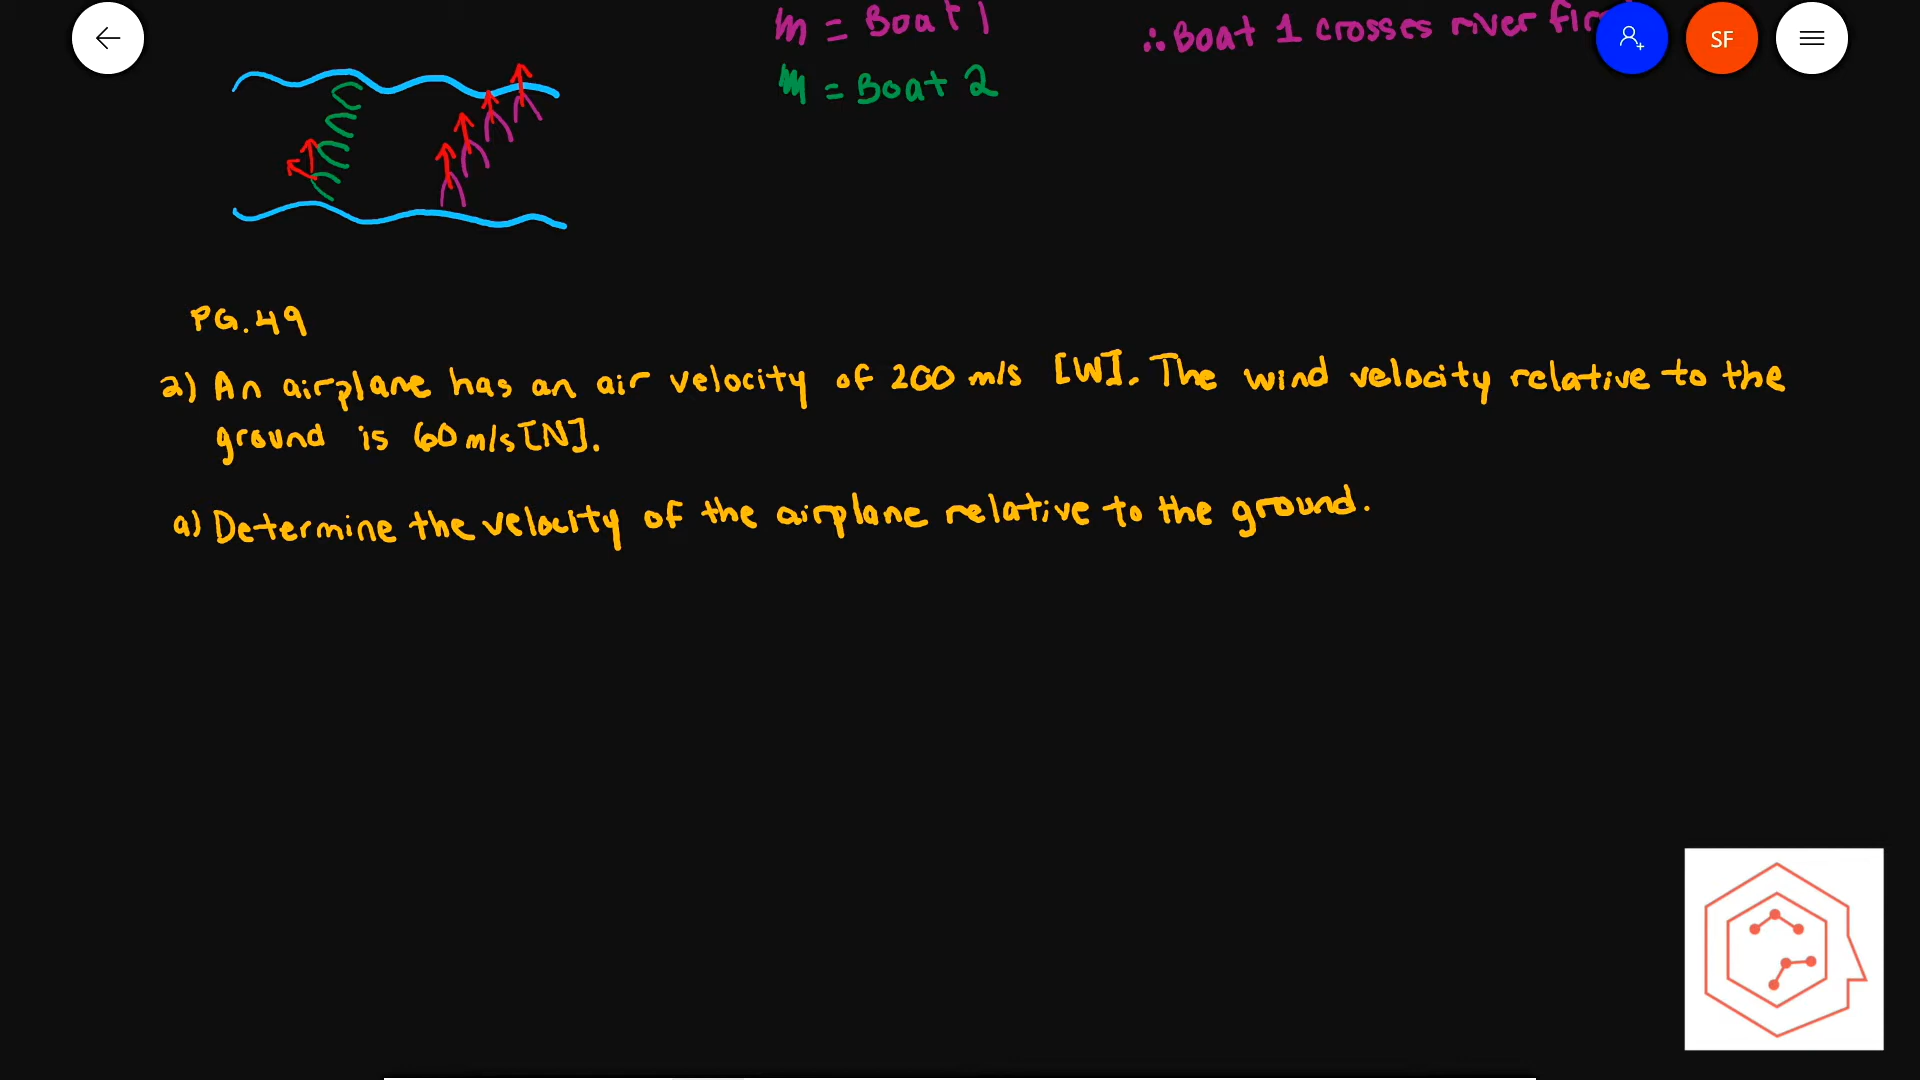 m = Boat 1
∴ Boat 1 crosses river
m = Boat 2
SF
PG. 49
2) An airplane has an air velocity of 200 m/s [W]. The wind velocity relative to the
ground is 60 m/s [N].
a) Determine the velocity of the airplane relative to the ground.